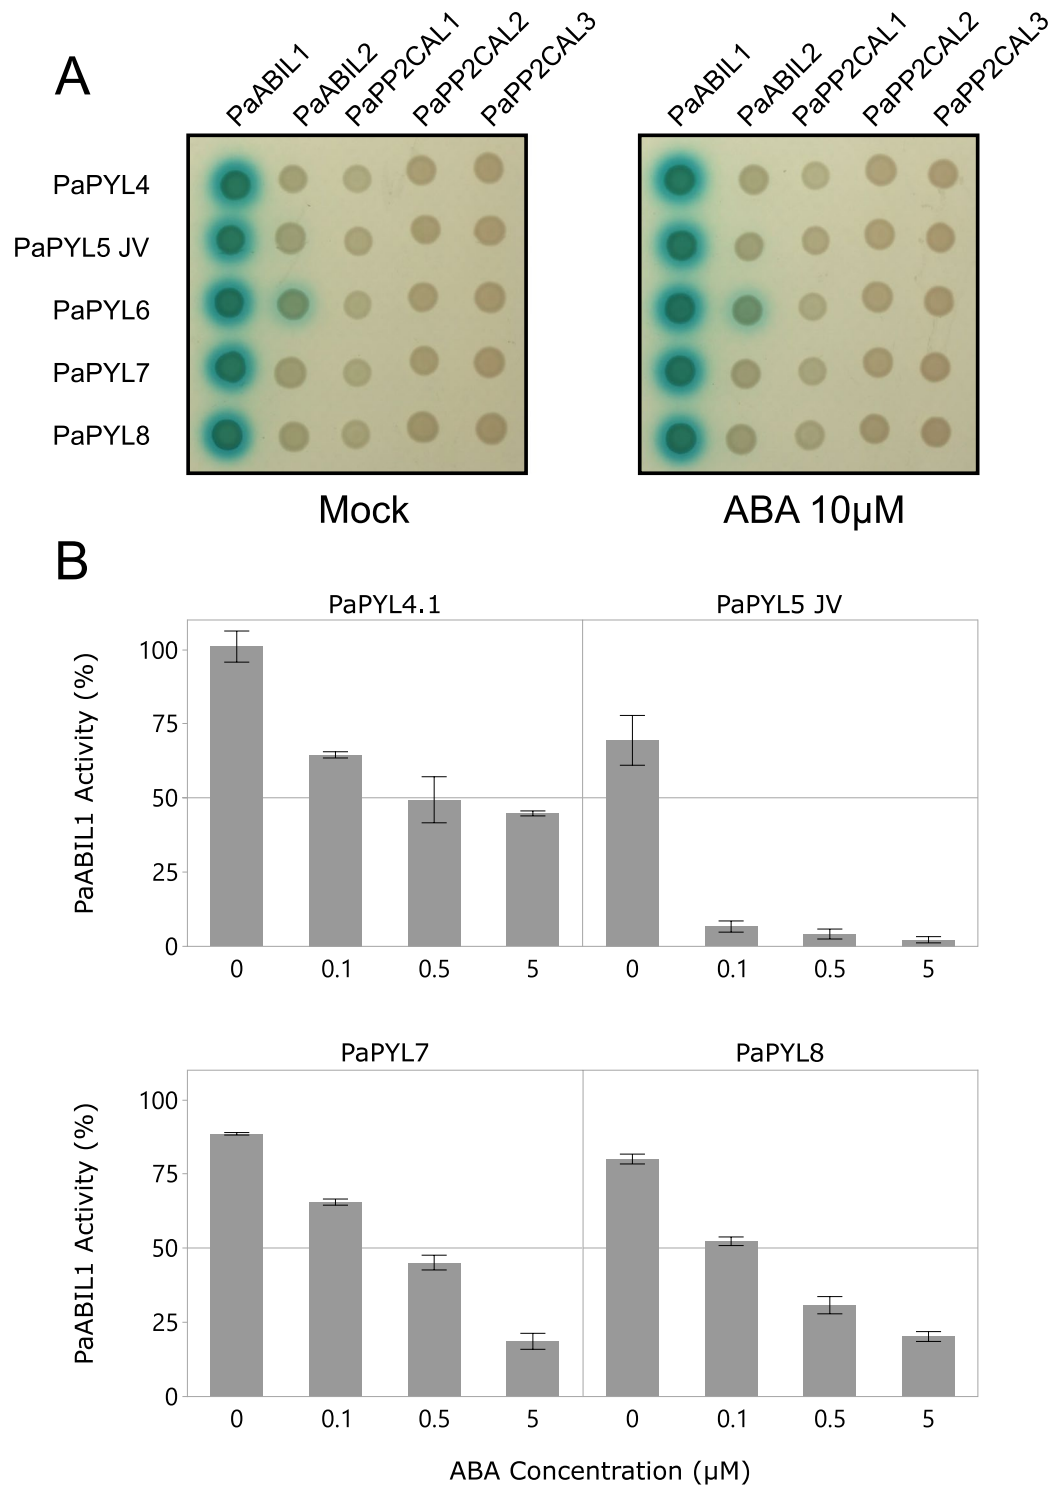 A
PaABIL1 PaABIL2 PaPP2CAL1 PaPP2CAL2 PaPP2CAL3
PaABIL1 PaABIL2 PaPP2CAL1 PaPP2CAL2 PaPP2CAL3
PaPYL4
PaPYL5 JV
PaPYL6
PaPYL7
PaPYL8
Mock
ABA 10µM
B
PaPYL4.1
PaPYL5 JV
PaABIL1 Activity (%)
100
75
50
25
0
0 0.1 0.5 5
0 0.1 0.5 5
PaPYL7
PaPYL8
PaABIL1 Activity (%)
100
75
50
25
0
0 0.1 0.5 5
0 0.1 0.5 5
ABA Concentration (µM)